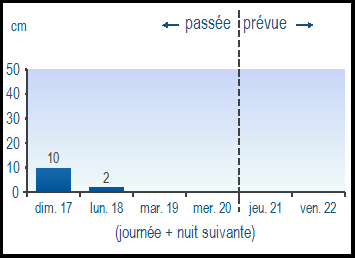 passée prévue
cm
50
40
30
20
10
0
10
2
dim. 17 lun. 18 mar. 19 mer. 20 jeu. 21 ven. 22
(journée + nuit suivante)